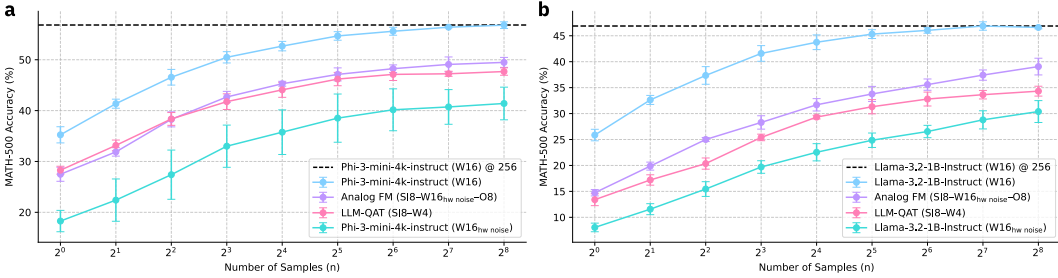 a
MATH-500 Accuracy (%)
50
40
30
20
2^0 2^1 2^2 2^3 2^4 2^5 2^6 2^7 2^8
Number of Samples (n)
Phi-3-mini-4k-instruct (W16) @ 256
Phi-3-mini-4k-instruct (W16)
Analog FM (SI8–W16_hw noise–O8)
LLM-QAT (SI8–W4)
Phi-3-mini-4k-instruct (W16_hw noise)
b
MATH-500 Accuracy (%)
45
40
35
30
25
20
15
10
2^0 2^1 2^2 2^3 2^4 2^5 2^6 2^7 2^8
Number of Samples (n)
Llama-3.2-1B-Instruct (W16) @ 256
Llama-3.2-1B-Instruct (W16)
Analog FM (SI8–W16_hw noise–O8)
LLM-QAT (SI8–W4)
Llama-3.2-1B-Instruct (W16_hw noise)